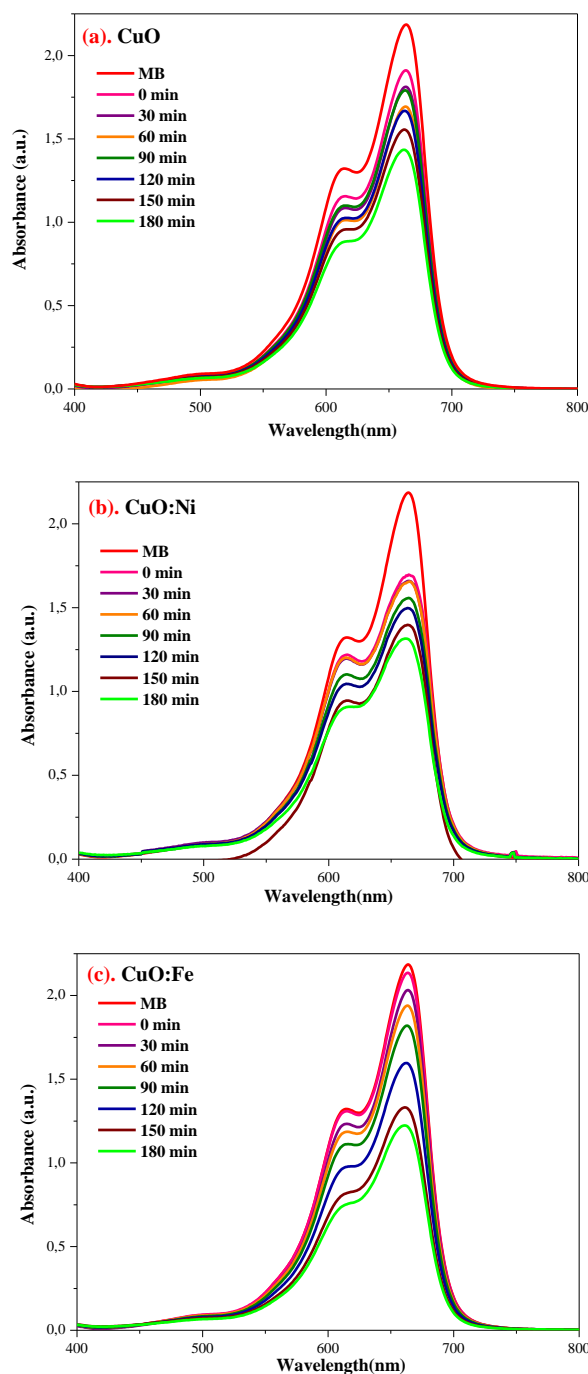 (a). CuO
MB
0 min
30 min
60 min
90 min
120 min
150 min
180 min
2,0
1,5
1,0
0,5
0,0
400 500 600 700 800
Absorbance (a.u.)
Wavelength(nm)
(b). CuO:Ni
MB
0 min
30 min
60 min
90 min
120 min
150 min
180 min
2,0
1,5
1,0
0,5
0,0
400 500 600 700 800
Absorbance (a.u.)
Wavelength(nm)
(c). CuO:Fe
MB
0 min
30 min
60 min
90 min
120 min
150 min
180 min
2,0
1,5
1,0
0,5
0,0
400 500 600 700 800
Absorbance (a.u.)
Wavelength(nm)